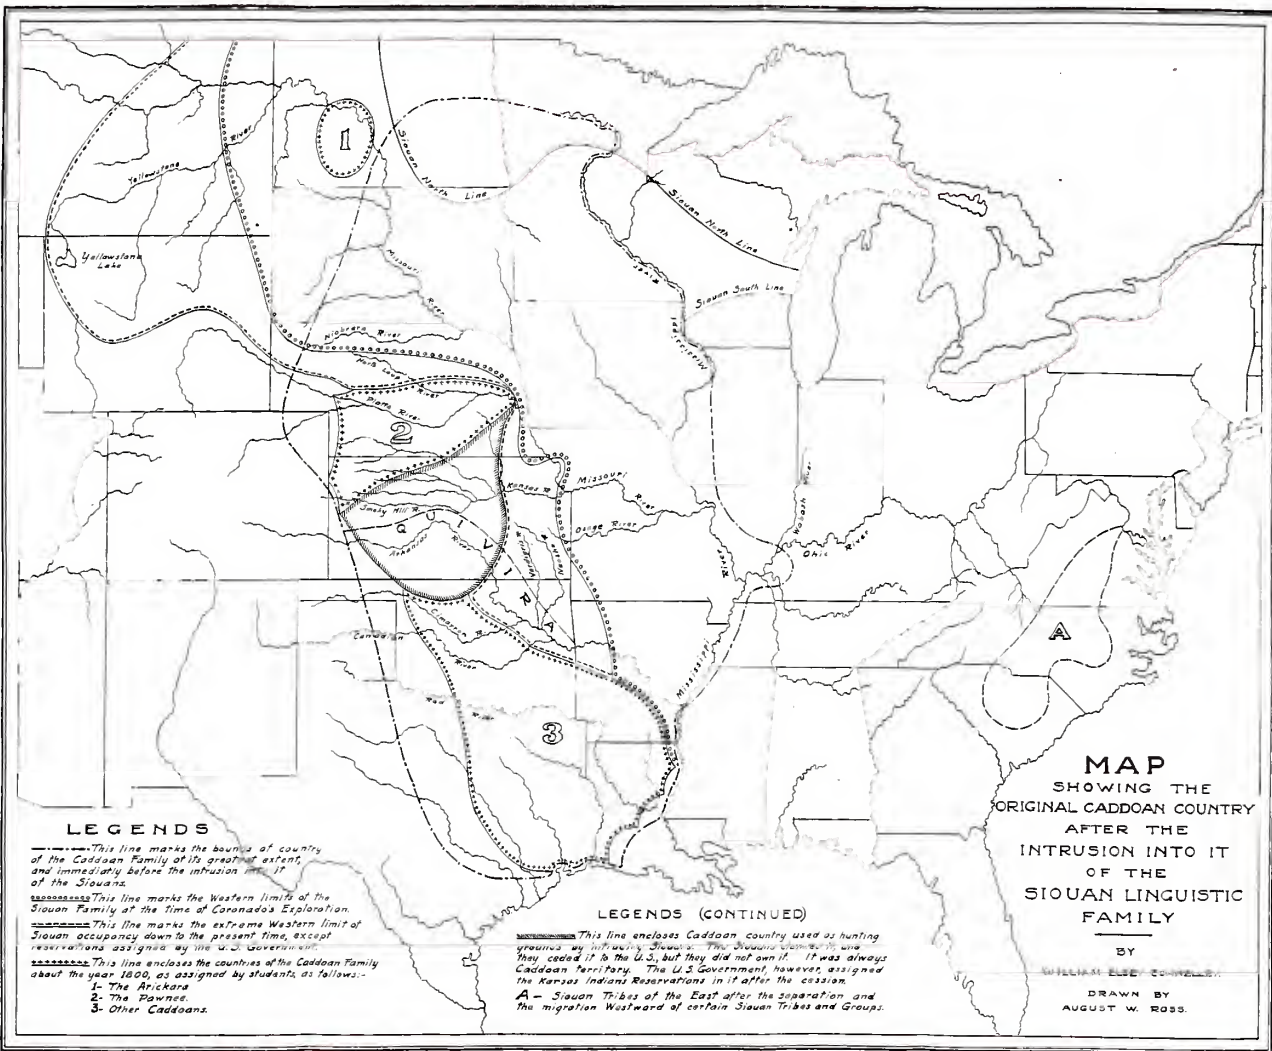 1
Siouan North Line
Siouan North Line
Siouan South Line
Yellowstone River
Yellowstone
Lake
Missouri
River
Niobrara River
North Loup
River
Platte River
2
River
Mississippi
Kansas R.
Missouri
River
Smoky Hill R.
Osage River
QUIVIRA
Arkansas
River
Verdigris R.
Neosho R.
Wabash River
Ohio River
River
Cimarron R.
Canadian
River
Mississippi
Red River
3
A
MAP
SHOWING THE
ORIGINAL CADDOAN COUNTRY
AFTER THE
INTRUSION INTO IT
OF THE
SIOUAN LINGUISTIC
FAMILY
BY
WILLIAM ELSEY CONNELLEY.
DRAWN BY
AUGUST W. ROSS.
LEGENDS
This line marks the bounds of country
of the Caddoan Family at its greatest extent,
and immediatly before the intrusion into it
of the Siouans.
This line marks the Western limits of the
Siouan Family at the time of Coronado's Exploration.
This line marks the extreme Western limit of
Siouan occupancy down to the present time, except
reservations assigned by the U.S. Government.
This line encloses the countries of the Caddoan Family
about the year 1800, as assigned by students, as follows:-
1- The Arickara
2- The Pawnee.
3- Other Caddoans.
LEGENDS (CONTINUED)
This line encloses Caddoan country used as hunting
grounds by intruding Siouans. The Siouans claimed it, and
they ceded it to the U.S., but they did not own it. It was always
Caddoan territory. The U.S. Government, however, assigned
the Kansas Indians Reservations in it after the cession.
A - Siouan Tribes of the East after the separation and
the migration Westward of certain Siouan Tribes and Groups.